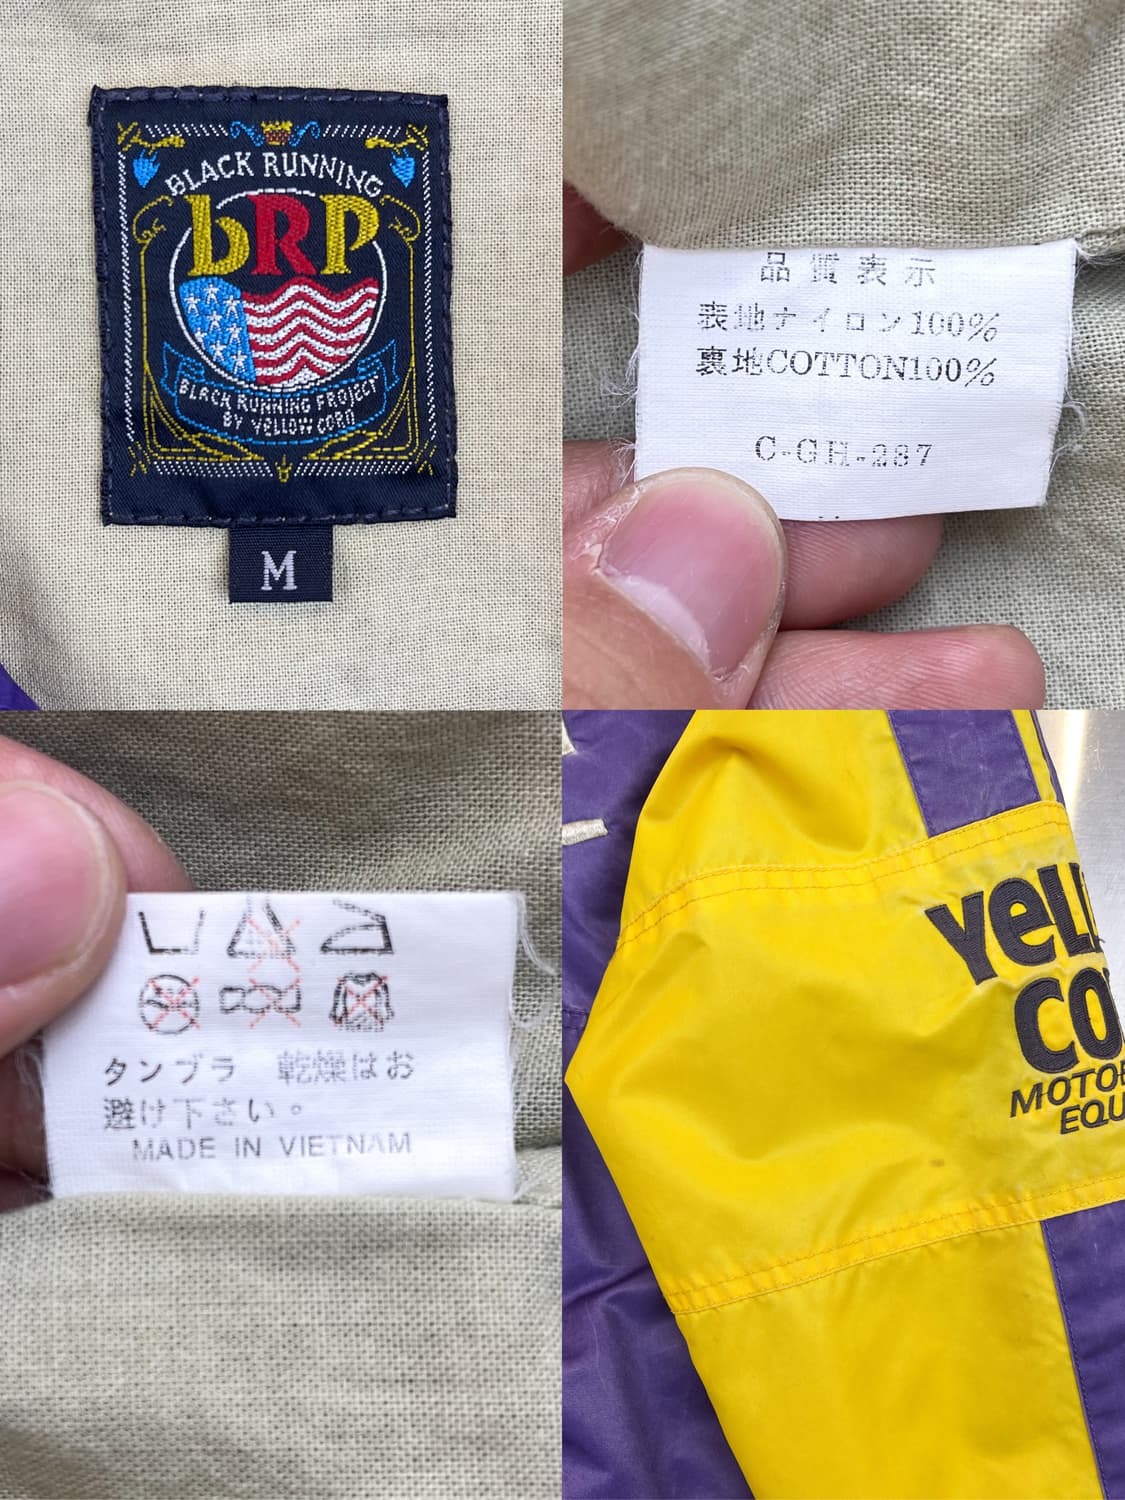 BLACK RUNNING
bRP
BLACK RUNNING PROJECT
BY YELLOW CORN
M
品質表示
表地ナイロン100%
裏地COTTON100%
C-GH-287
タンブラ 乾燥はお
避け下さい。
MADE IN VIETNAM
YeLL
CO
MOTO
EQU